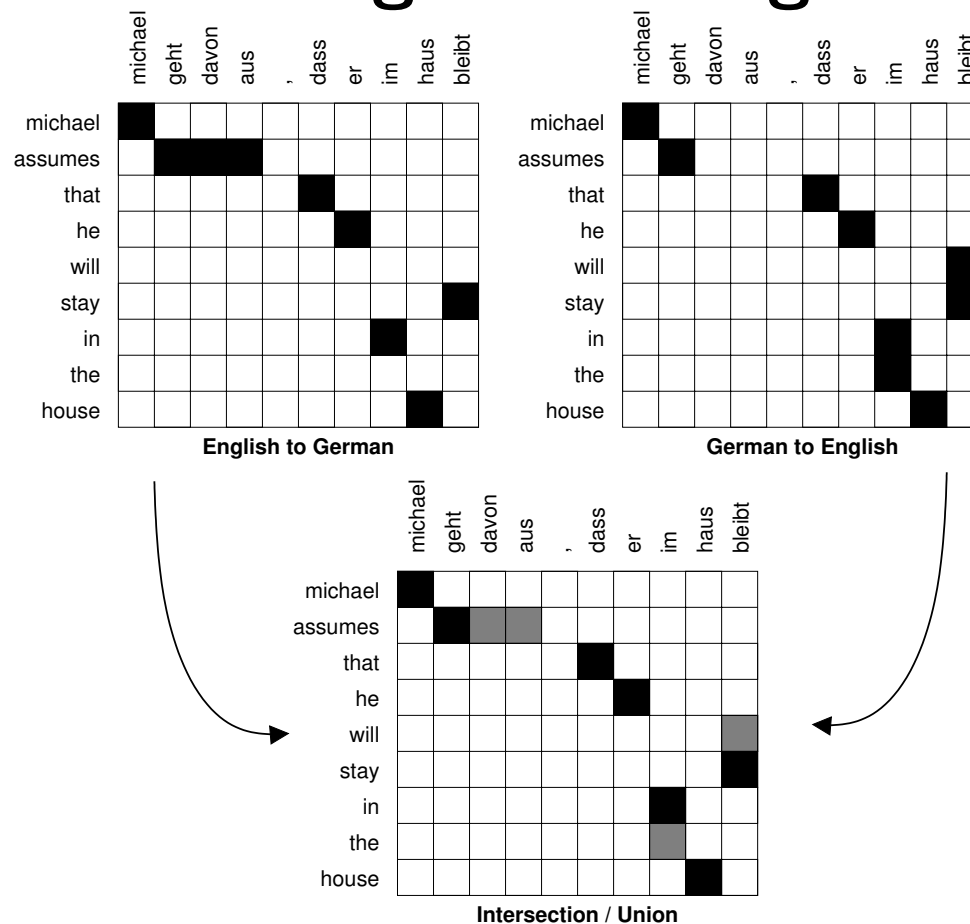 michael geht davon aus , dass er im haus bleibt
michael
assumes
that
he
will
stay
in
the
house
English to German
michael geht davon aus , dass er im haus bleibt
michael
assumes
that
he
will
stay
in
the
house
German to English
michael geht davon aus , dass er im haus bleibt
michael
assumes
that
he
will
stay
in
the
house
Intersection / Union